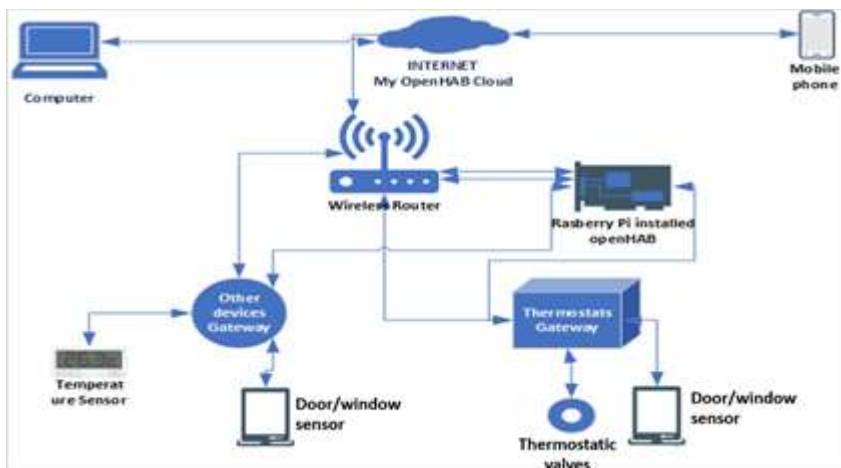 INTERNET
My OpenHAB Cloud
Computer
Mobile
phone
Wireless Router
Rasberry Pi installed
openHAB
Other
devices
Gateway
Thermostats
Gateway
Temperat
ure Sensor
Door/window
sensor
Thermostatic
valves
Door/window
sensor